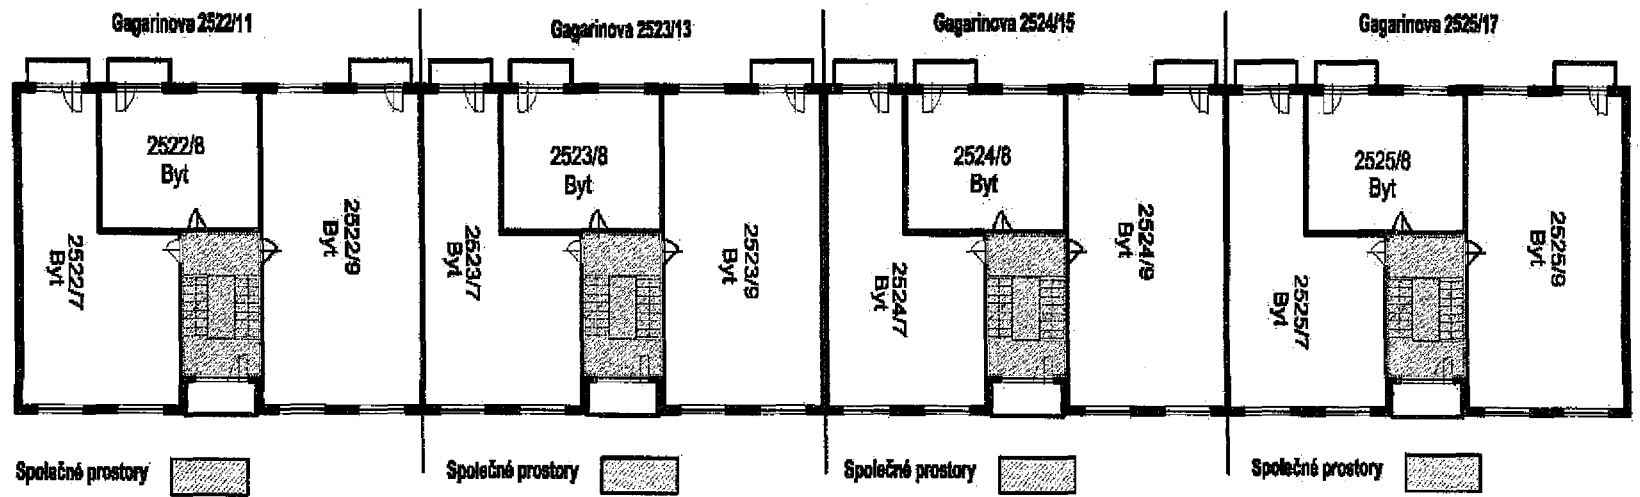 Gagarinova 2522/11
Gagarinova 2523/13
Gagarinova 2524/15
Gagarinova 2525/17
2522/8
Byt
2523/8
Byt
2524/8
Byt
2525/8
Byt
2522/7
Byt
2522/9
Byt
2523/7
Byt
2523/9
Byt
2524/7
Byt
2524/9
Byt
2525/7
Byt
2525/9
Byt
Společné prostory
Společné prostory
Společné prostory
Společné prostory